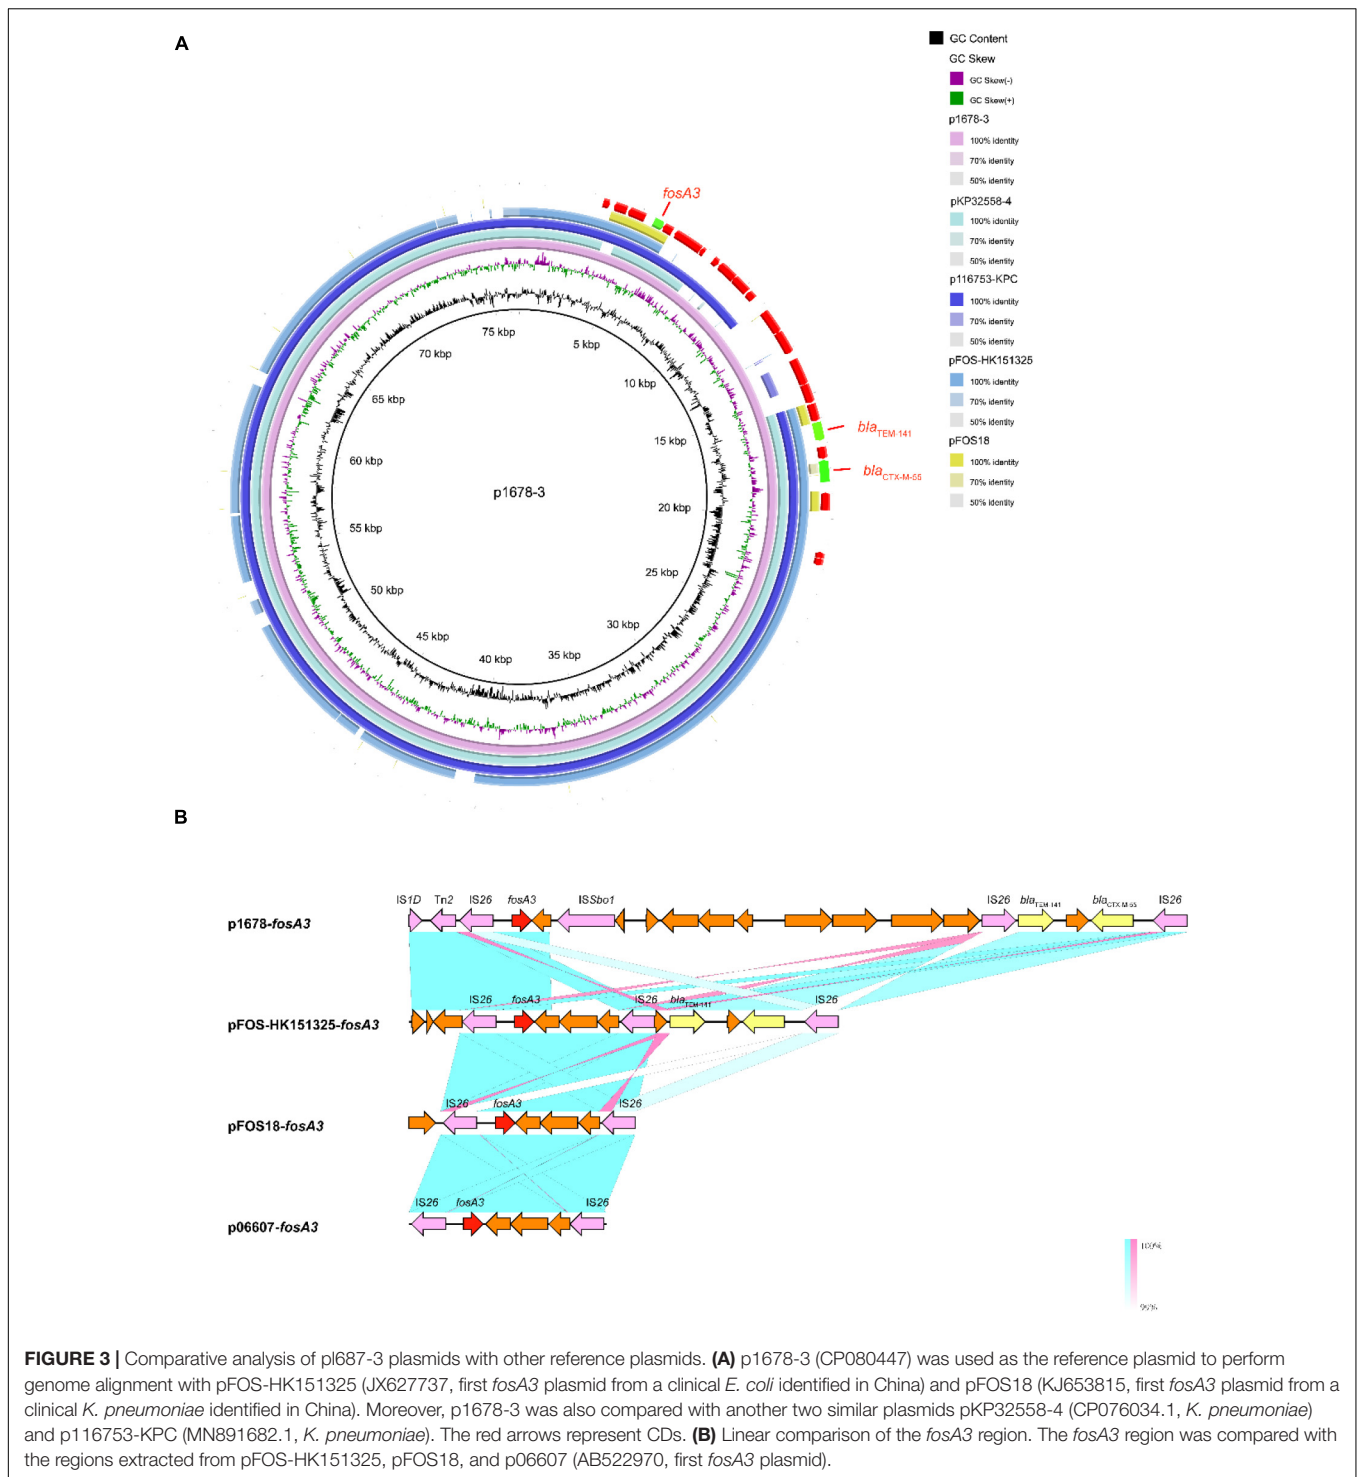 A
GC Content
GC Skew
GC Skew(-)
GC Skew(+)
p1678-3
100% identity
70% identity
50% identity
pKP32558-4
100% identity
70% identity
50% identity
p116753-KPC
100% identity
70% identity
50% identity
pFOS-HK151325
100% identity
70% identity
50% identity
pFOS18
100% identity
70% identity
50% identity
fosA3
blaTEM-141
blaCTX-M-55
75 kbp
5 kbp
10 kbp
15 kbp
20 kbp
25 kbp
30 kbp
35 kbp
40 kbp
45 kbp
50 kbp
55 kbp
60 kbp
65 kbp
70 kbp
p1678-3
B
IS1D Tn2 IS26 fosA3 ISSbo1 IS26 blaTEM-141 blaCTX-M-55 IS26
p1678-fosA3
IS26 fosA3 IS26 blaTEM-141 IS26
pFOS-HK151325-fosA3
IS26 fosA3 IS26
pFOS18-fosA3
IS26 fosA3 IS26
p06607-fosA3
100%
99%
FIGURE 3 | Comparative analysis of pl687-3 plasmids with other reference plasmids. (A) p1678-3 (CP080447) was used as the reference plasmid to perform
genome alignment with pFOS-HK151325 (JX627737, first fosA3 plasmid from a clinical E. coli identified in China) and pFOS18 (KJ653815, first fosA3 plasmid from a
clinical K. pneumoniae identified in China). Moreover, p1678-3 was also compared with another two similar plasmids pKP32558-4 (CP076034.1, K. pneumoniae)
and p116753-KPC (MN891682.1, K. pneumoniae). The red arrows represent CDs. (B) Linear comparison of the fosA3 region. The fosA3 region was compared with
the regions extracted from pFOS-HK151325, pFOS18, and p06607 (AB522970, first fosA3 plasmid).